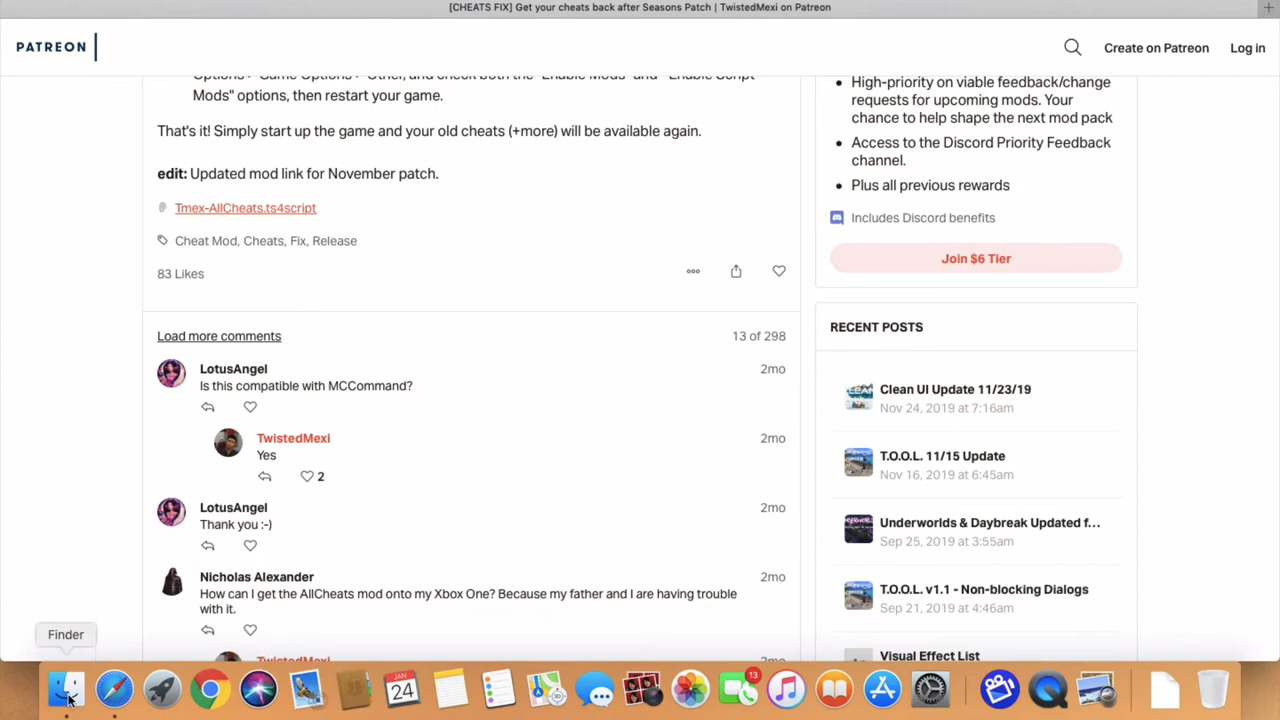 [CHEATS FIX] Get your cheats back after Seasons Patch | TwistedMexi on Patreon
PATREON
Create on Patreon
Log in
Mods" options, then restart your game.
That's it! Simply start up the game and your old cheats (+more) will be available again.
edit: Updated mod link for November patch.
Tmex-AllCheats.ts4script
Cheat Mod, Cheats, Fix, Release
83 Likes
Load more comments
13 of 298
LotusAngel
2mo
Is this compatible with MCCommand?
TwistedMexi
2mo
Yes
2
LotusAngel
2mo
Thank you :-)
Nicholas Alexander
2mo
How can I get the AllCheats mod onto my Xbox One? Because my father and I are having trouble
with it.
TwistedMexi
2mo
High-priority on viable feedback/change
requests for upcoming mods. Your
chance to help shape the next mod pack
Access to the Discord Priority Feedback
channel.
Plus all previous rewards
Includes Discord benefits
Join $6 Tier
RECENT POSTS
Clean UI Update 11/23/19
Nov 24, 2019 at 7:16am
T.O.O.L. 11/15 Update
Nov 16, 2019 at 6:45am
Underworlds & Daybreak Updated f...
Sep 25, 2019 at 3:55am
T.O.O.L. v1.1 - Non-blocking Dialogs
Sep 21, 2019 at 4:46am
Visual Effect List
Finder
JAN
24
13